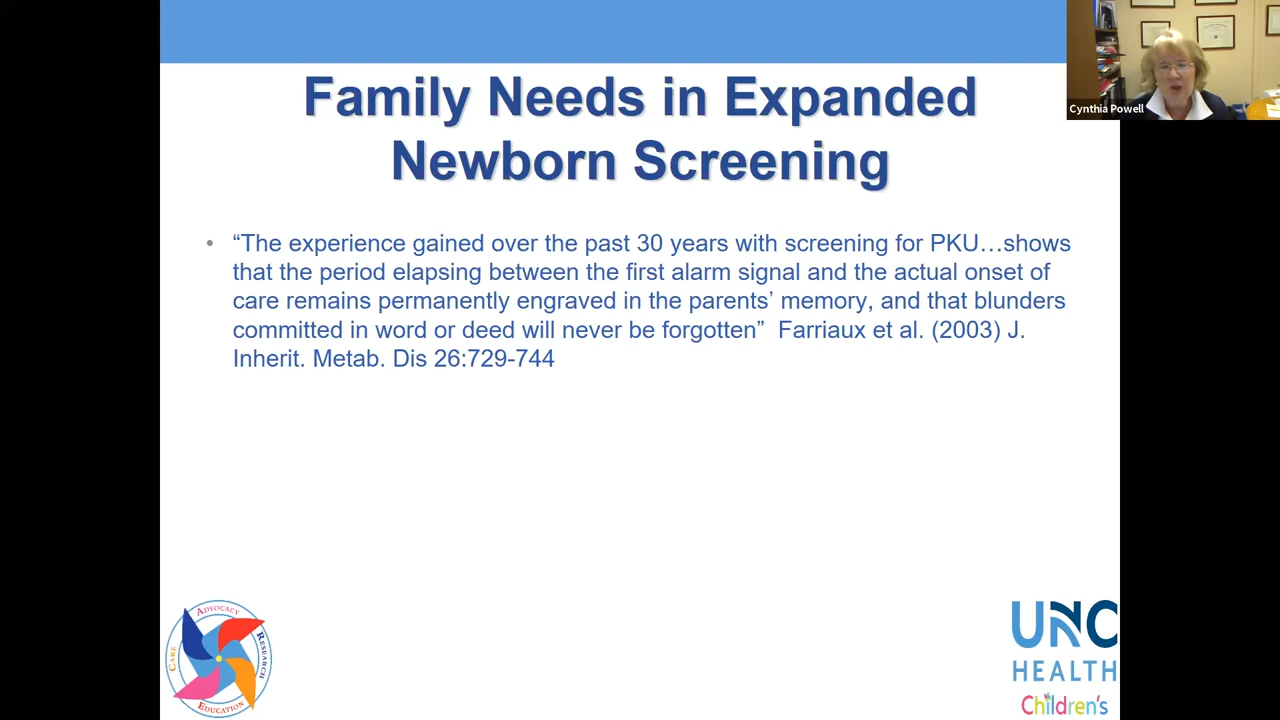 Family Needs in Expanded
Newborn Screening
Cynthia Powell
• “The experience gained over the past 30 years with screening for PKU…shows
that the period elapsing between the first alarm signal and the actual onset of
care remains permanently engraved in the parents’ memory, and that blunders
committed in word or deed will never be forgotten”  Farriaux et al. (2003) J.
Inherit. Metab. Dis 26:729-744
ADVOCACY
RESEARCH
EDUCATION
CARE
UNC
HEALTH
Children's